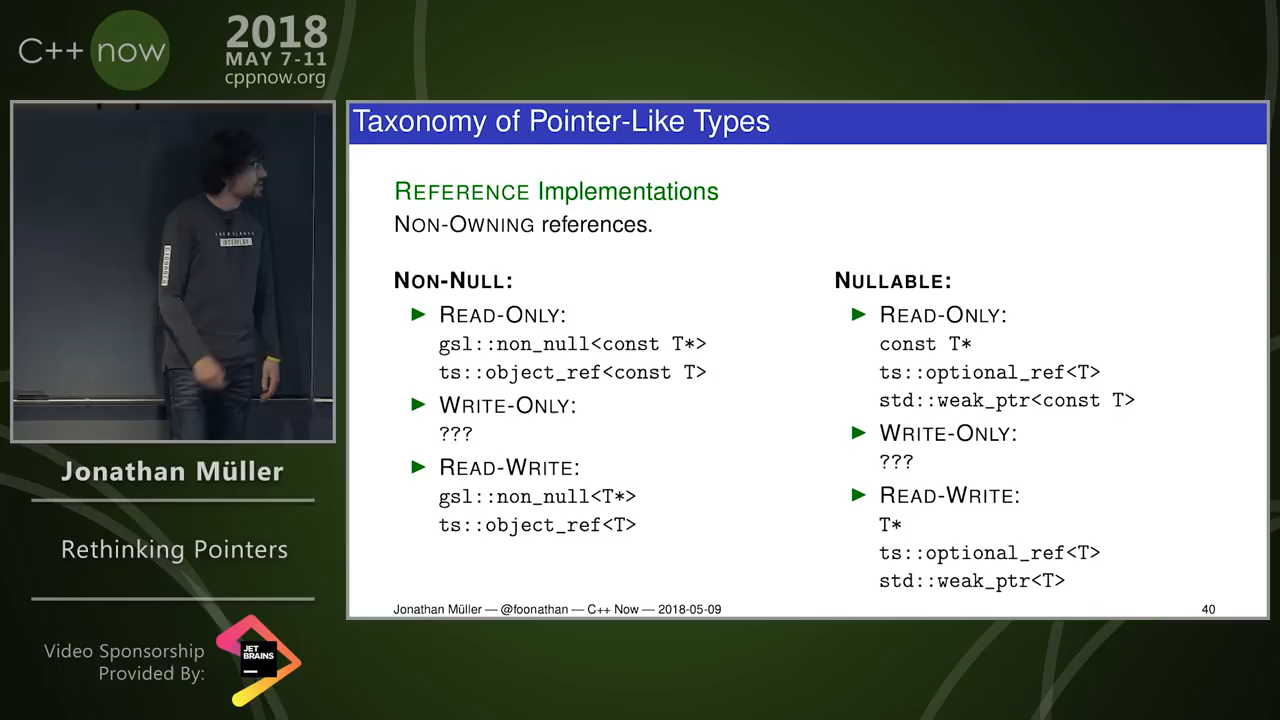 C++ now
2018
MAY 7-11
cppnow.org
Jonathan Müller
Rethinking Pointers
Video Sponsorship
Provided By:
JET
BRAINS
Taxonomy of Pointer-Like Types
REFERENCE Implementations
NON-OWNING references.
NON-NULL:
► READ-ONLY:
gsl::non_null<const T*>
ts::object_ref<const T>
► WRITE-ONLY:
???
► READ-WRITE:
gsl::non_null<T*>
ts::object_ref<T>
NULLABLE:
► READ-ONLY:
const T*
ts::optional_ref<T>
std::weak_ptr<const T>
► WRITE-ONLY:
???
► READ-WRITE:
T*
ts::optional_ref<T>
std::weak_ptr<T>
Jonathan Müller — @foonathan — C++ Now — 2018-05-09
40